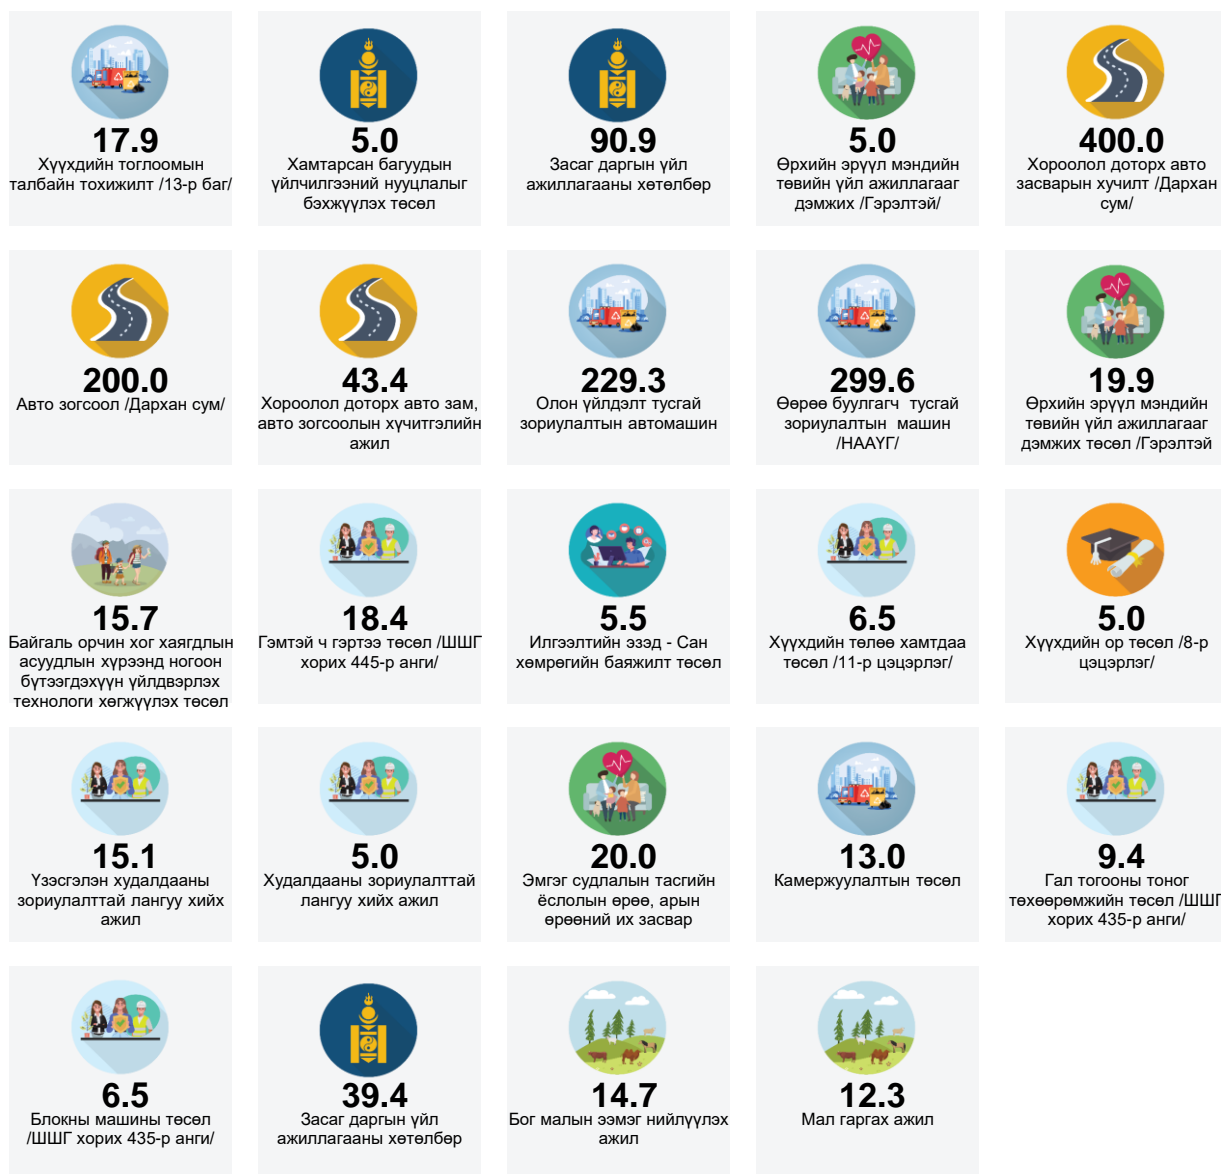 17.9
Хүүхдийн тоглоомын
талбайн тохижилт /13-р баг/
5.0
Хамтарсан багуудын
үйлчилгээний нууцлалыг
бэхжүүлэх төсөл
90.9
Засаг даргын үйл
ажиллагааны хөтөлбөр
5.0
Өрхийн эрүүл мэндийн
төвийн үйл ажиллагааг
дэмжих /Гэрэлтэй/
400.0
Хороолол доторх авто
засварын хучилт /Дархан
сум/
200.0
Авто зогсоол /Дархан сум/
43.4
Хороолол доторх авто зам,
авто зогсоолын хүчитгэлийн
ажил
229.3
Олон үйлдэлт тусгай
зориулалтын автомашин
299.6
Өөрөө буулгагч тусгай
зориулалтын машин
/НААҮГ/
19.9
Өрхийн эрүүл мэндийн
төвийн үйл ажиллагааг
дэмжих төсөл /Гэрэлтэй
15.7
Байгаль орчин хог хаягдлын
асуудлын хүрээнд ногоон
бүтээгдэхүүн үйлдвэрлэх
технологи хөгжүүлэх төсөл
18.4
Гэмтэй ч гэртээ төсөл /ШШГ
хорих 445-р анги/
5.5
Илгээлтийн эзэд - Сан
хөмрөгийн баяжилт төсөл
6.5
Хүүхдийн төлөө хамтдаа
төсөл /11-р цэцэрлэг/
5.0
Хүүхдийн ор төсөл /8-р
цэцэрлэг/
15.1
Үзэсгэлэн худалдааны
зориулалттай лангуу хийх
ажил
5.0
Худалдааны зориулалттай
лангуу хийх ажил
20.0
Эмгэг судлалын тасгийн
ёслолын өрөө, арын
өрөөний их засвар
13.0
Камержуулалтын төсөл
9.4
Гал тогооны тоног
төхөөрөмжийн төсөл /ШШГ
хорих 435-р анги/
6.5
Блокны машины төсөл
/ШШГ хорих 435-р анги/
39.4
Засаг даргын үйл
ажиллагааны хөтөлбөр
14.7
Бог малын ээмэг нийлүүлэх
ажил
12.3
Мал гаргах ажил